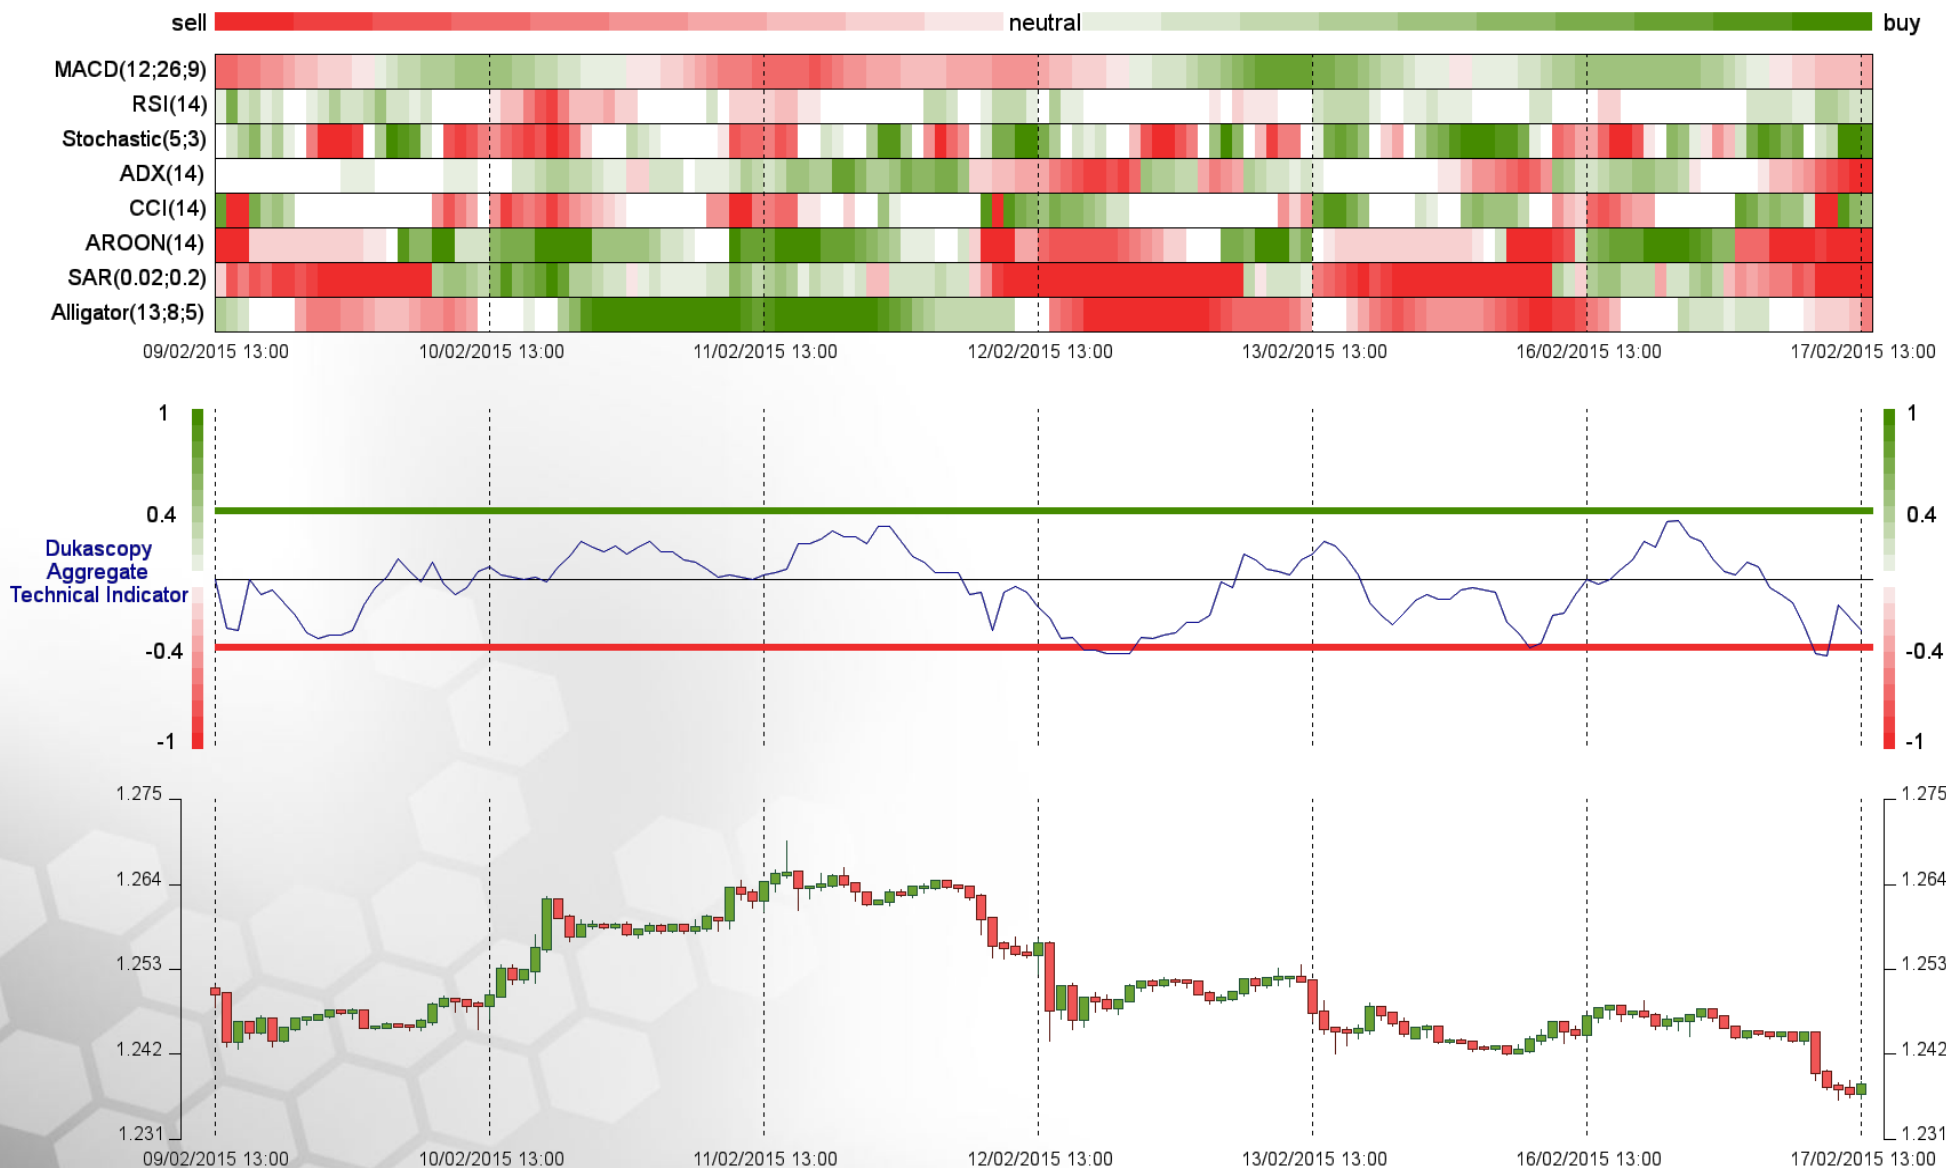 sell neutral buy
MACD(12;26;9)
RSI(14)
Stochastic(5;3)
ADX(14)
CCI(14)
AROON(14)
SAR(0.02;0.2)
Alligator(13;8;5)
09/02/2015 13:00 10/02/2015 13:00 11/02/2015 13:00 12/02/2015 13:00 13/02/2015 13:00 16/02/2015 13:00 17/02/2015 13:00
1 1
0.4 0.4
Dukascopy
Aggregate
Technical Indicator
-0.4 -0.4
-1 -1
1.275 1.275
1.264 1.264
1.253 1.253
1.242 1.242
1.231 1.231
09/02/2015 13:00 10/02/2015 13:00 11/02/2015 13:00 12/02/2015 13:00 13/02/2015 13:00 16/02/2015 13:00 17/02/2015 13:00